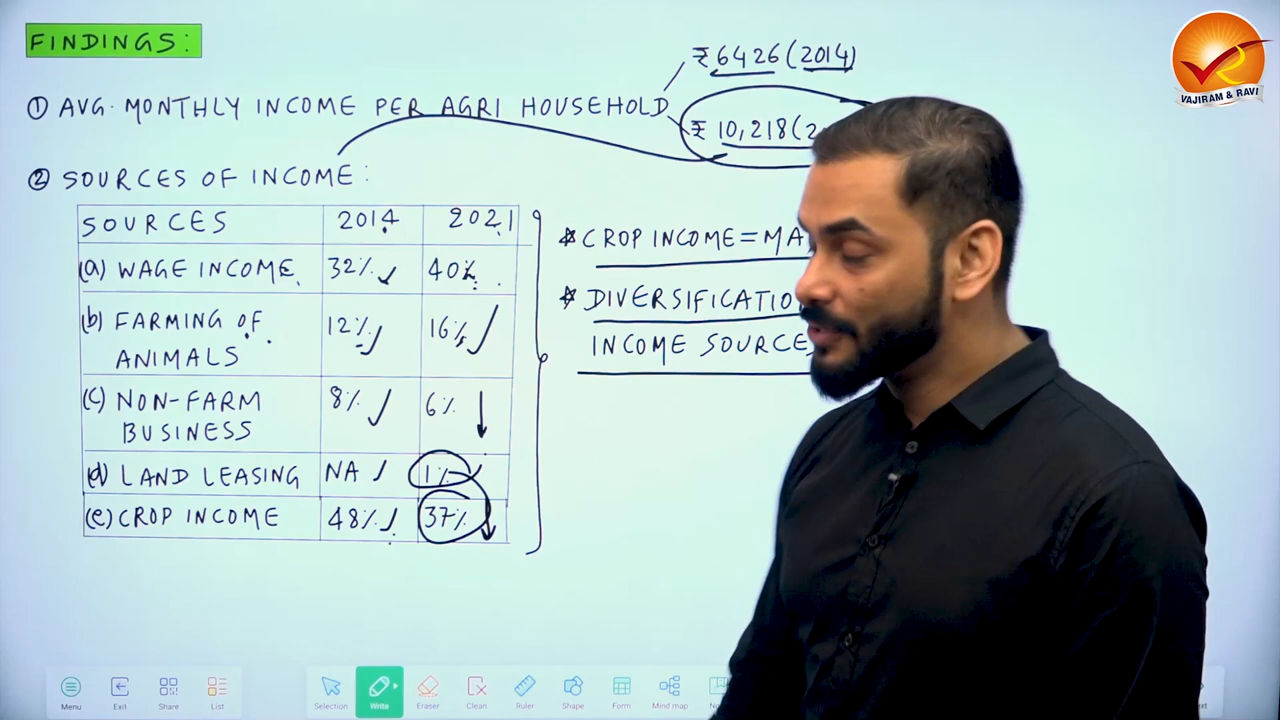 FINDINGS:
₹6426 (2014)
① AVG. MONTHLY INCOME PER AGRI HOUSEHOLD
₹ 10,218 (2
② SOURCES OF INCOME:
SOURCES 2014 2021
(a) WAGE INCOME 32% 40%
(b) FARMING OF ANIMALS 12% 16%
(c) NON-FARM BUSINESS 8% 6%
(d) LAND LEASING NA 1%
(e) CROP INCOME 48% 37%
* CROP INCOME = MA
* DIVERSIFICATIO
INCOME SOURCE
VAJIRAM & RAVI
Menu Exit Share List Selection Write Eraser Clean Ruler Shape Form Mind map